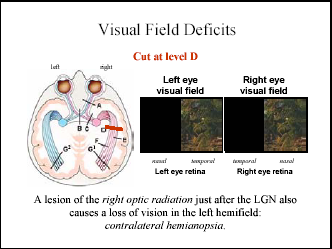 Visual Field Deficits
Cut at level D
left right
Left eye
visual field
Right eye
visual field
A
B C D
E
F
G² G¹
nasal temporal temporal nasal
Left eye retina Right eye retina
A lesion of the right optic radiation just after the LGN also
causes a loss of vision in the left hemifield:
contralateral hemianopsia.